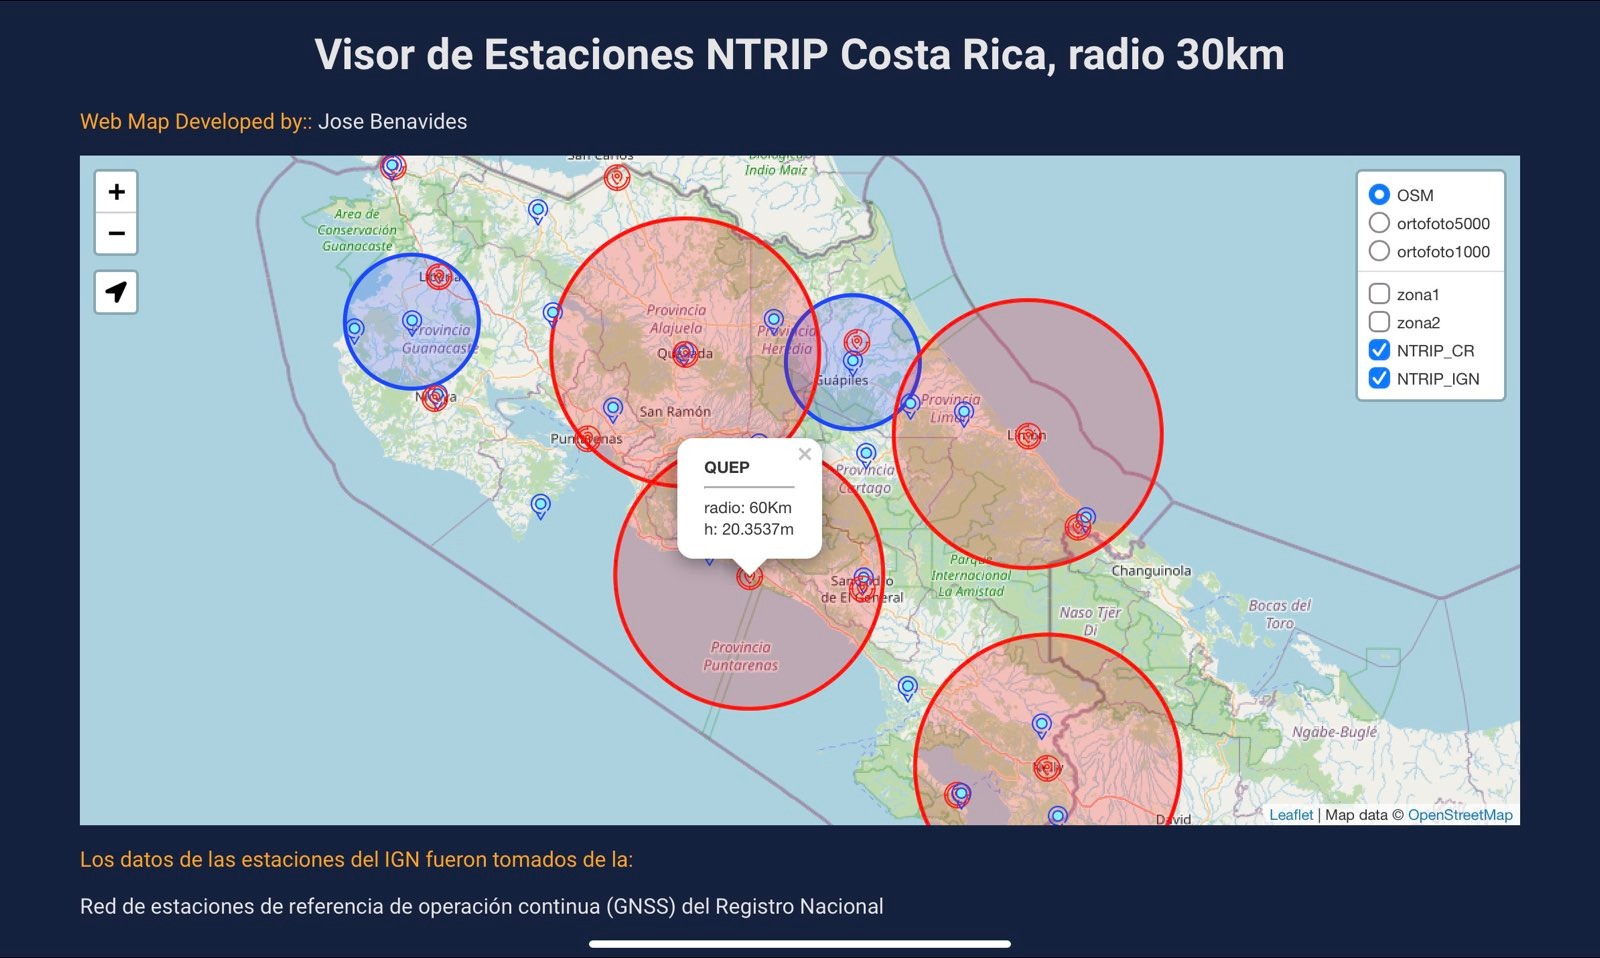 Visor de Estaciones NTRIP Costa Rica, radio 30km
Web Map Developed by:: Jose Benavides
+
−
San Carlos
Indio Maíz
Área de
Conservación
Guanacaste
Liberia
Provincia
Guanacaste
Nicoya
Provincia
Alajuela
Quesada
San Ramón
Puntarenas
Provincia
Heredia
Guápiles
Provincia
Limón
Limón
Provincia
Cartago
QUEP
×
radio: 60Km
h: 20.3537m
San Isidro
de El General
Parque
Internacional
La Amistad
Changuinola
Naso Tjër
Di
Bocas del
Toro
Provincia
Puntarenas
Ngäbe-Buglé
Neily
David
OSM
ortofoto5000
ortofoto1000
zona1
zona2
NTRIP_CR
NTRIP_IGN
Leaflet | Map data © OpenStreetMap
Los datos de las estaciones del IGN fueron tomados de la:
Red de estaciones de referencia de operación continua (GNSS) del Registro Nacional